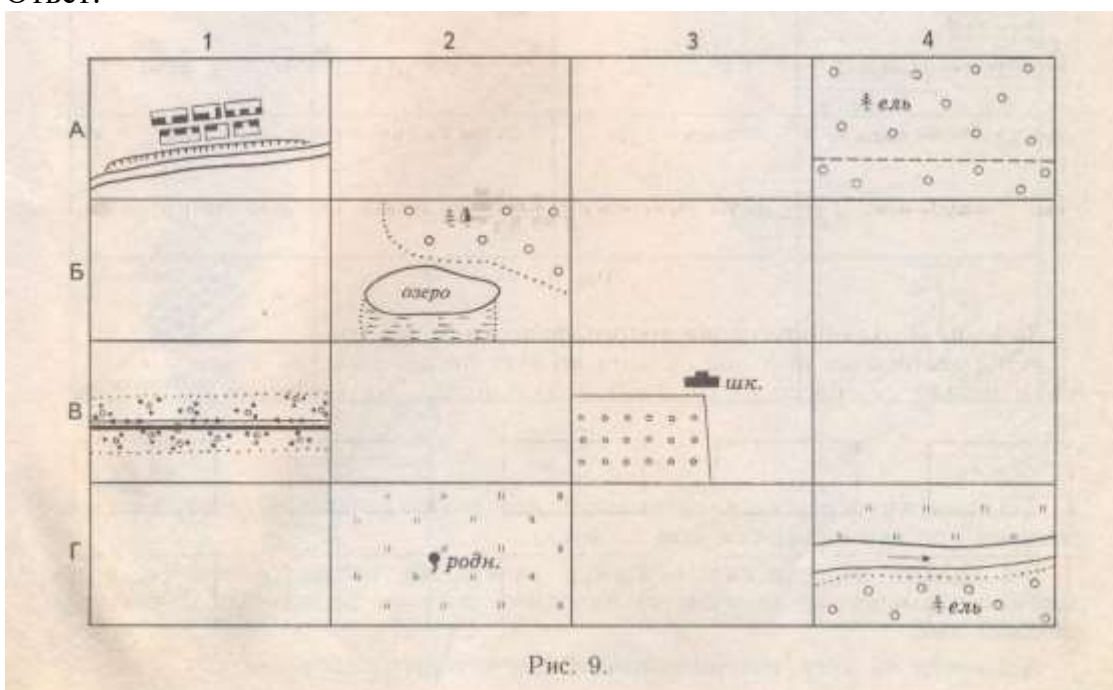 Ответ:
1 2 3 4
А
ель
Б
озеро
В
шк.
Г
родн.
ель
Рис. 9.